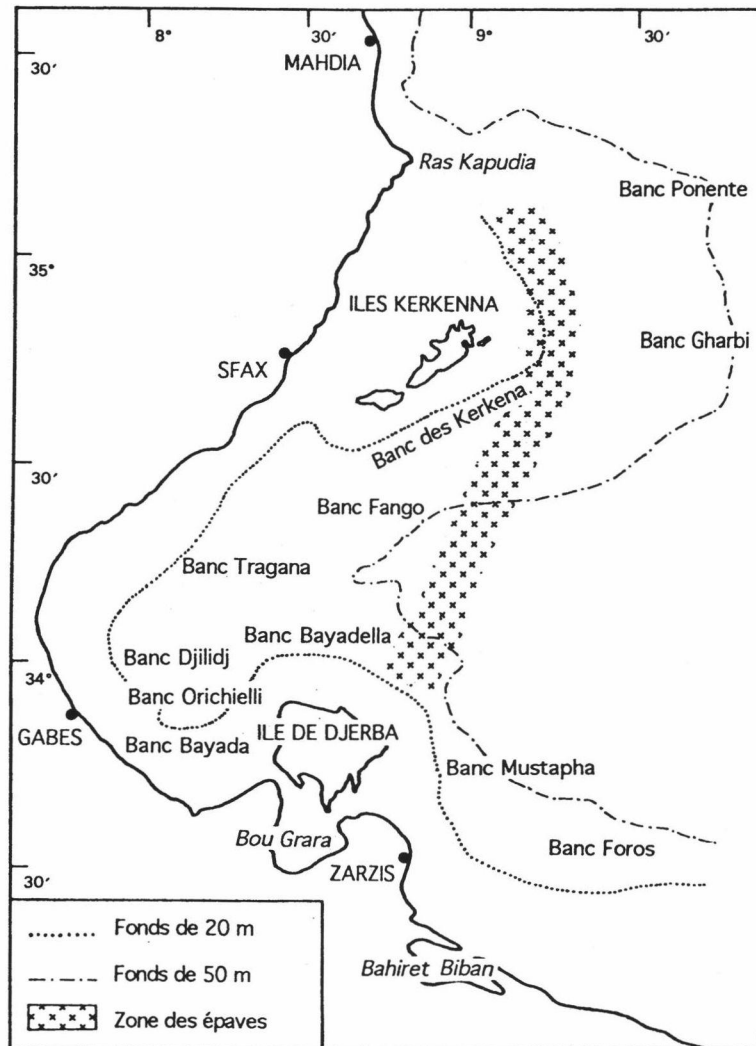 8° 30′ 9° 30′
30′
MAHDIA
Ras Kapudia
Banc Ponente
35°
ILES KERKENNA
Banc Gharbi
SFAX
Banc des Kerkena
30′
Banc Fango
Banc Tragana
Banc Bayadella
Banc Djilidj
34°
Banc Orichielli
GABES
ILE DE DJERBA
Banc Bayada
Banc Mustapha
Bou Grara
Banc Foros
ZARZIS
30′
Fonds de 20 m
Fonds de 50 m
Bahiret Biban
Zone des épaves